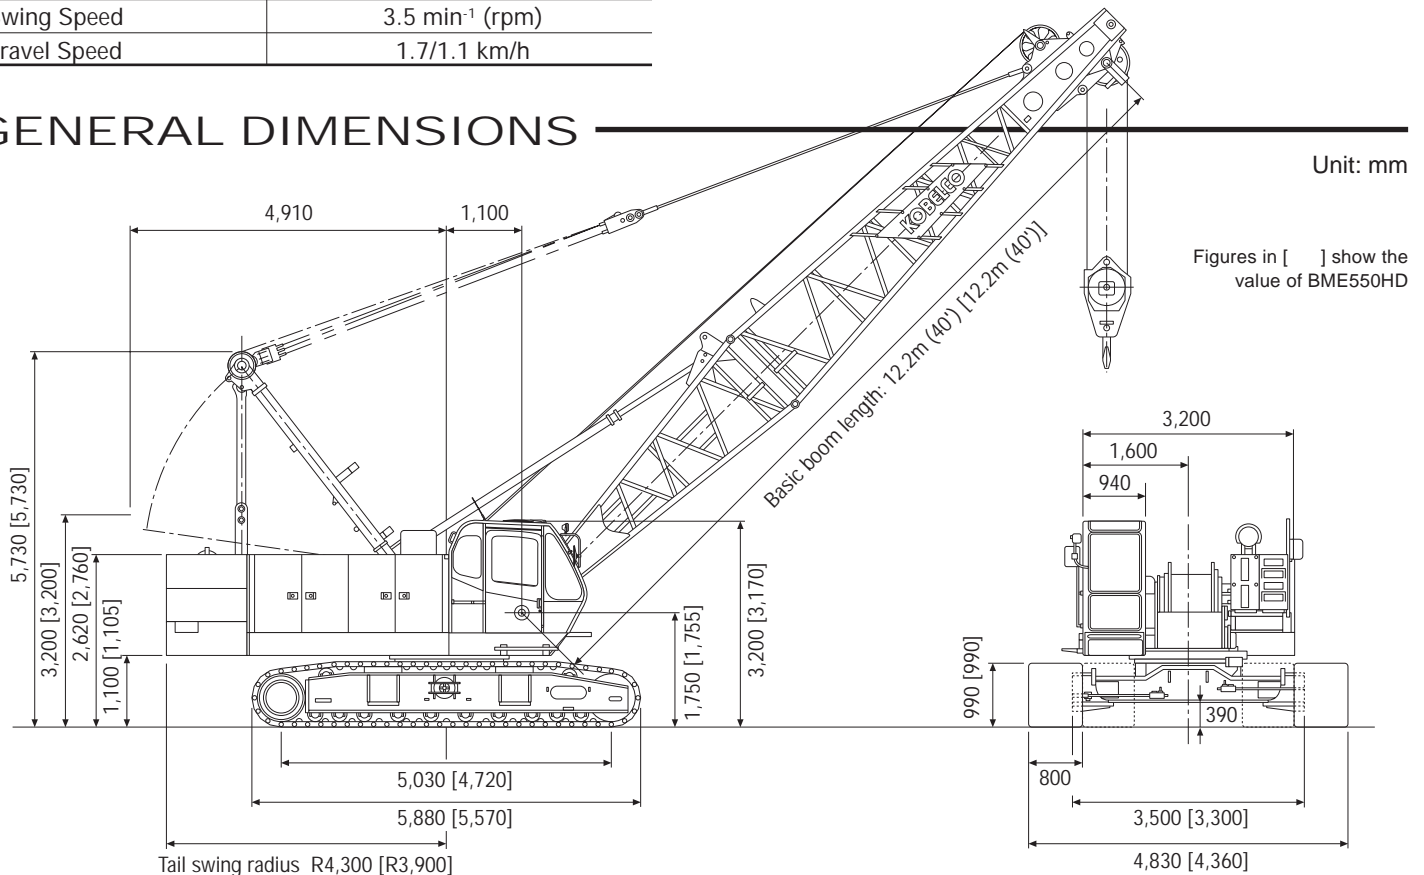 wing Speed 3.5 min-1 (rpm)
ravel Speed 1.7/1.1 km/h
GENERAL DIMENSIONS
Unit: mm
Figures in [ ] show the
value of BME550HD
4,910
1,100
KOBELCO
Basic boom length: 12.2m (40') [12.2m (40')]
5,730 [5,730]
3,200 [3,200]
2,620 [2,760]
1,100 [1,105]
1,750 [1,755]
3,200 [3,170]
5,030 [4,720]
5,880 [5,570]
Tail swing radius R4,300 [R3,900]
3,200
1,600
940
990 [990]
390
800
3,500 [3,300]
4,830 [4,360]